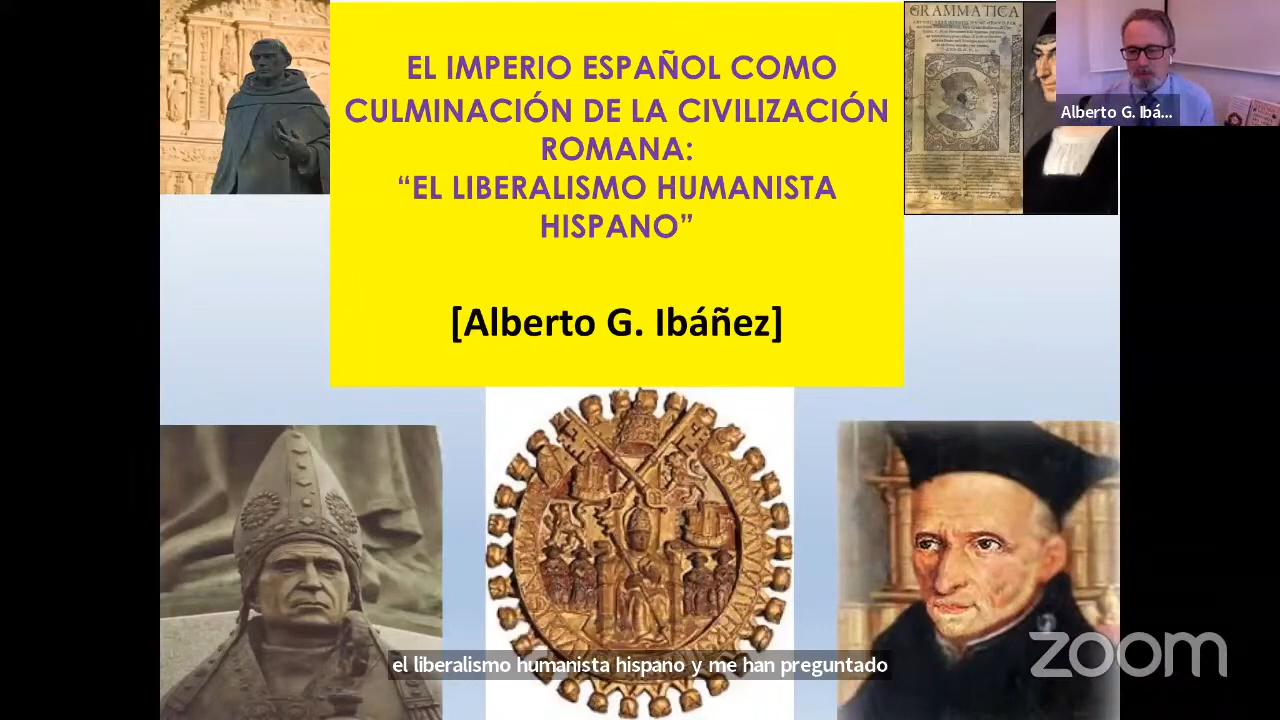 EL IMPERIO ESPAÑOL COMO
CULMINACIÓN DE LA CIVILIZACIÓN
ROMANA:
“EL LIBERALISMO HUMANISTA
HISPANO”
[Alberto G. Ibáñez]
GRAMMATICA
Alberto G. Ibá...
el liberalismo humanista hispano y me han preguntado
zoom